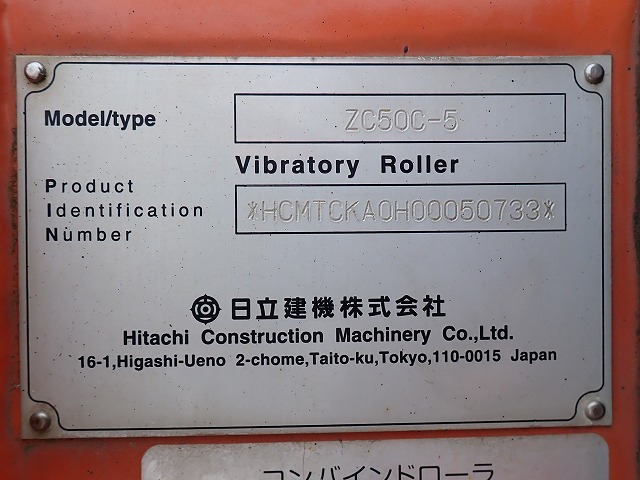 Model/type ZC50C-5
Vibratory Roller
Product
Identification
Number
*HCMTCKA0H00050733*
日立建機株式会社
Hitachi Construction Machinery Co.,Ltd.
16-1,Higashi-Ueno 2-chome,Taito-ku,Tokyo,110-0015 Japan
コンバインドローラ